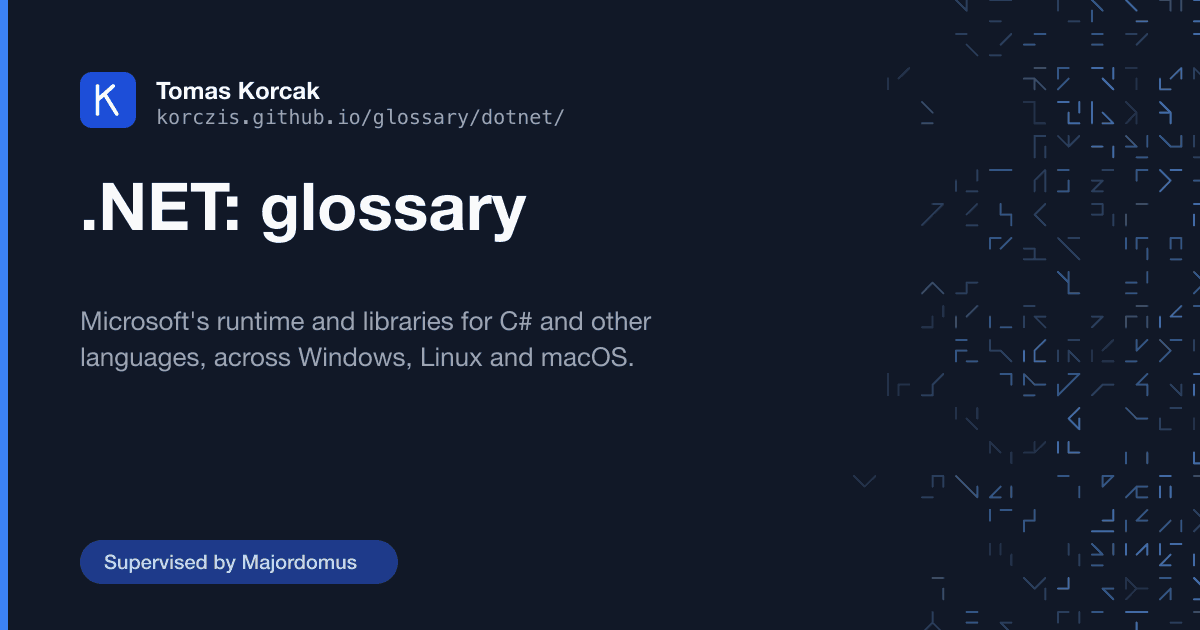 K
Tomas Korcak
korczis.github.io/glossary/dotnet/
.NET: glossary
Microsoft's runtime and libraries for C# and other
languages, across Windows, Linux and macOS.
Supervised by Majordomus